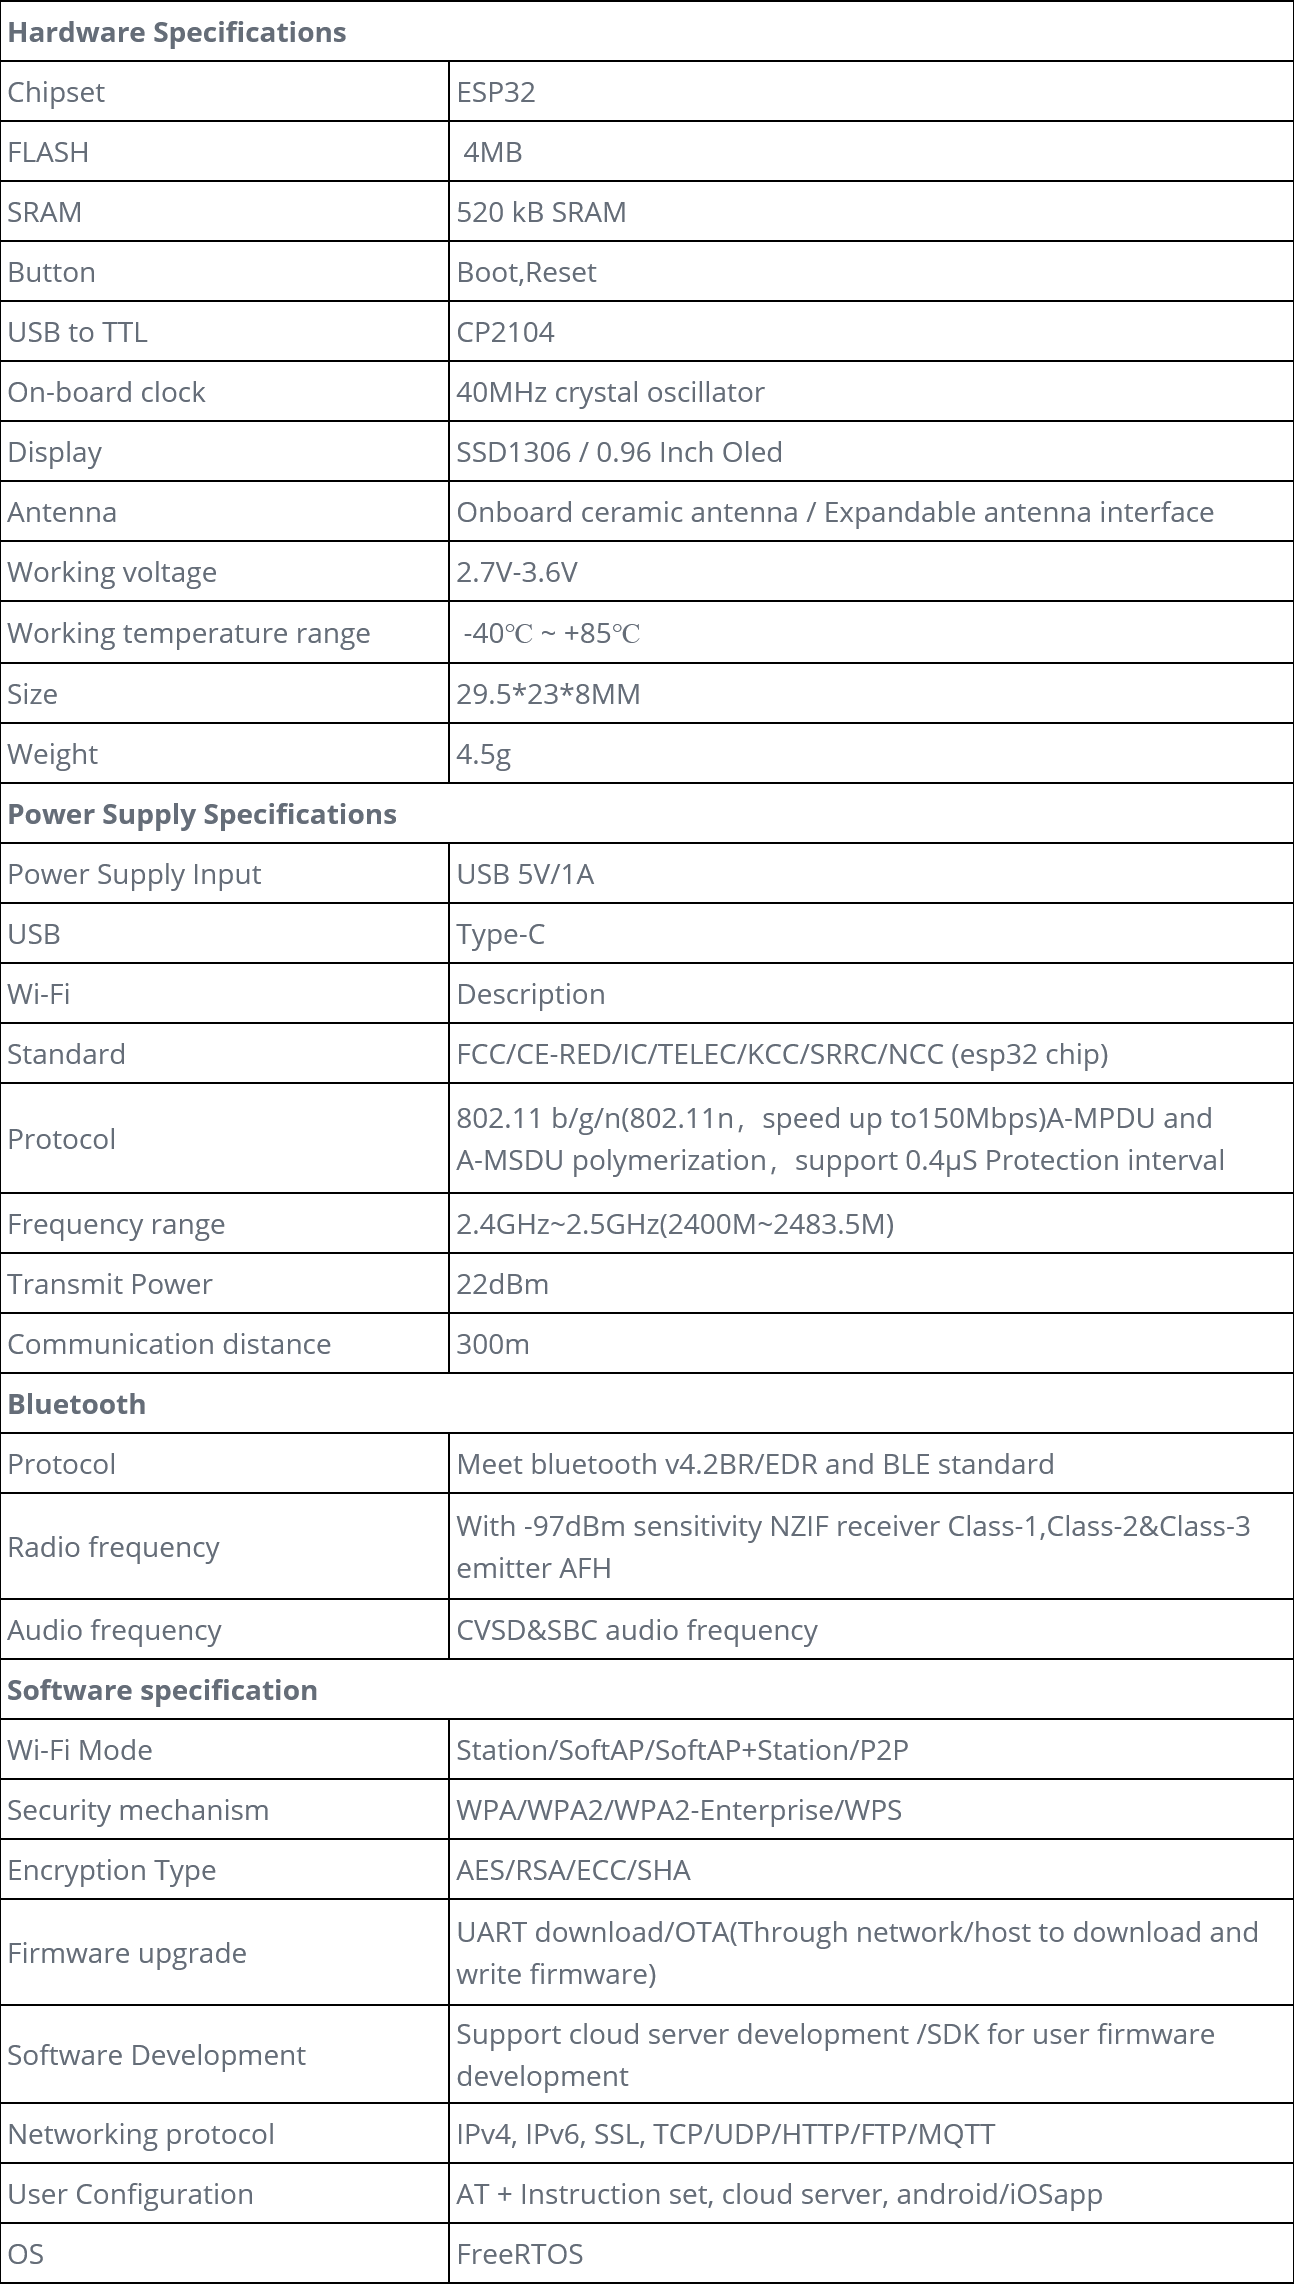 Hardware Specifications
Chipset ESP32
FLASH 4MB
SRAM 520 kB SRAM
Button Boot,Reset
USB to TTL CP2104
On-board clock 40MHz crystal oscillator
Display SSD1306 / 0.96 Inch Oled
Antenna Onboard ceramic antenna / Expandable antenna interface
Working voltage 2.7V-3.6V
Working temperature range -40℃ ~ +85℃
Size 29.5*23*8MM
Weight 4.5g
Power Supply Specifications
Power Supply Input USB 5V/1A
USB Type-C
Wi-Fi Description
Standard FCC/CE-RED/IC/TELEC/KCC/SRRC/NCC (esp32 chip)
Protocol 802.11 b/g/n(802.11n，speed up to150Mbps)A-MPDU and
A-MSDU polymerization，support 0.4μS Protection interval
Frequency range 2.4GHz~2.5GHz(2400M~2483.5M)
Transmit Power 22dBm
Communication distance 300m
Bluetooth
Protocol Meet bluetooth v4.2BR/EDR and BLE standard
Radio frequency With -97dBm sensitivity NZIF receiver Class-1,Class-2&Class-3
emitter AFH
Audio frequency CVSD&SBC audio frequency
Software specification
Wi-Fi Mode Station/SoftAP/SoftAP+Station/P2P
Security mechanism WPA/WPA2/WPA2-Enterprise/WPS
Encryption Type AES/RSA/ECC/SHA
Firmware upgrade UART download/OTA(Through network/host to download and
write firmware)
Software Development Support cloud server development /SDK for user firmware
development
Networking protocol IPv4, IPv6, SSL, TCP/UDP/HTTP/FTP/MQTT
User Configuration AT + Instruction set, cloud server, android/iOSapp
OS FreeRTOS